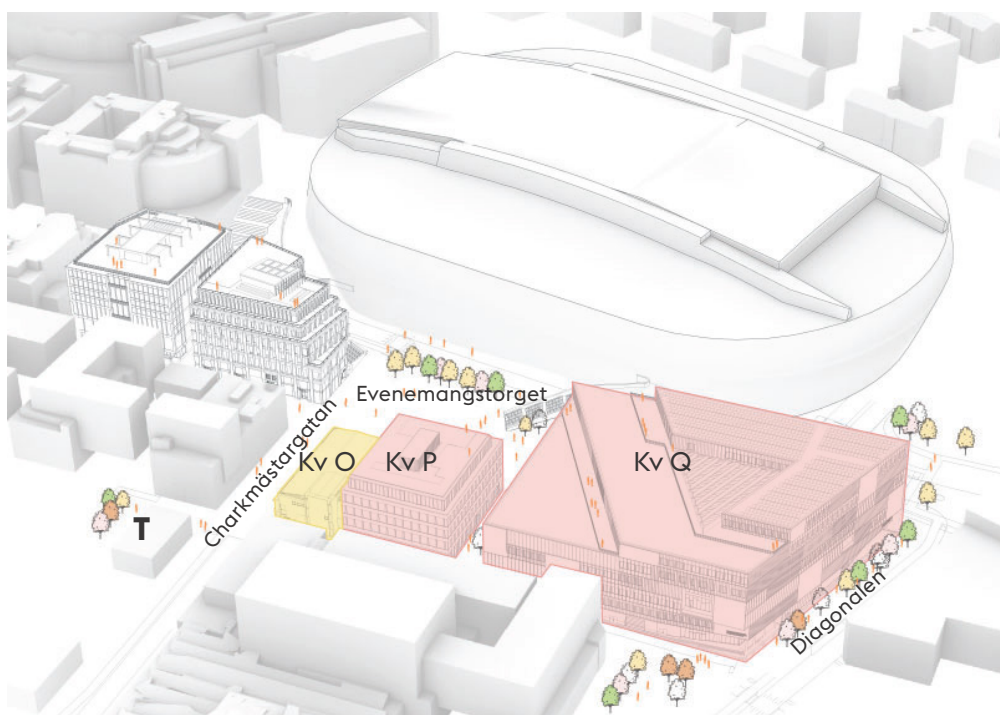 Evenemangstorget
Kv O
Kv P
Kv Q
Charkmästargatan
T
Diagonalen